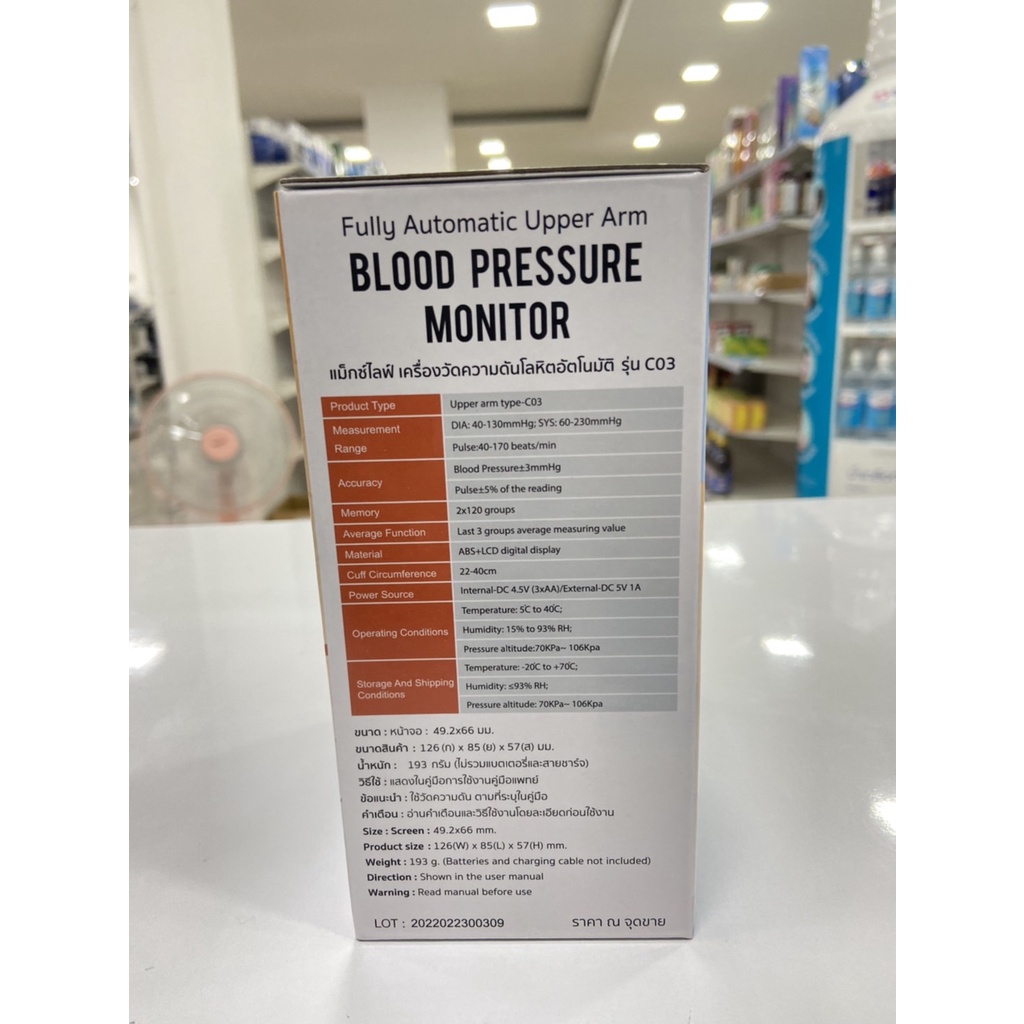 Fully Automatic Upper Arm
BLOOD PRESSURE
MONITOR
แม็กซ์ไลฟ์ เครื่องวัดความดันโลหิตอัตโนมัติ รุ่น C03
Product Type Upper arm type-C03
Measurement Range DIA: 40-130mmHg; SYS: 60-230mmHg
Pulse:40-170 beats/min
Accuracy Blood Pressure±3mmHg
Pulse±5% of the reading
Memory 2x120 groups
Average Function Last 3 groups average measuring value
Material ABS+LCD digital display
Cuff Circumference 22-40cm
Power Source Internal-DC 4.5V (3xAA)/External-DC 5V 1A
Operating Conditions Temperature: 5℃ to 40℃;
Humidity: 15% to 93% RH;
Pressure altitude:70KPa~ 106Kpa
Storage And Shipping Conditions Temperature: -20℃ to +70℃;
Humidity: ≤93% RH;
Pressure altitude: 70KPa~ 106Kpa
ขนาด : หน้าจอ : 49.2x66 มม.
ขนาดสินค้า : 126 (ก) x 85 (ย) x 57(ส) มม.
น้ำหนัก : 193 กรัม (ไม่รวมแบตเตอรี่และสายชาร์จ)
วิธีใช้ : แสดงในคู่มือการใช้งานคู่มือแพทย์
ข้อแนะนำ : ใช้วัดความดัน ตามที่ระบุในคู่มือ
คำเตือน : อ่านคำเตือนและวิธีใช้งานโดยละเอียดก่อนใช้งาน
Size : Screen : 49.2x66 mm.
Product size : 126(W) x 85(L) x 57(H) mm.
Weight : 193 g. (Batteries and charging cable not included)
Direction : Shown in the user manual
Warning : Read manual before use
LOT : 2022022300309 ราคา ณ จุดขาย